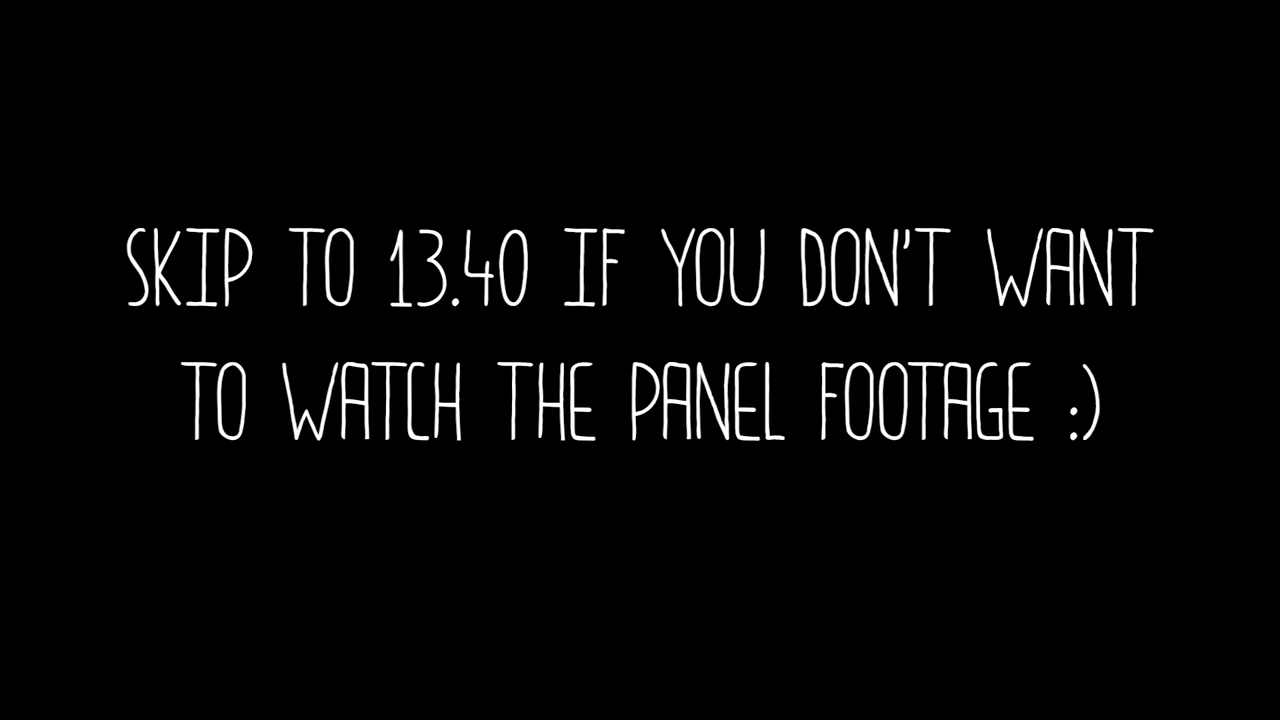 SKIP TO 13.40 IF YOU DON'T WANT
TO WATCH THE PANEL FOOTAGE :)